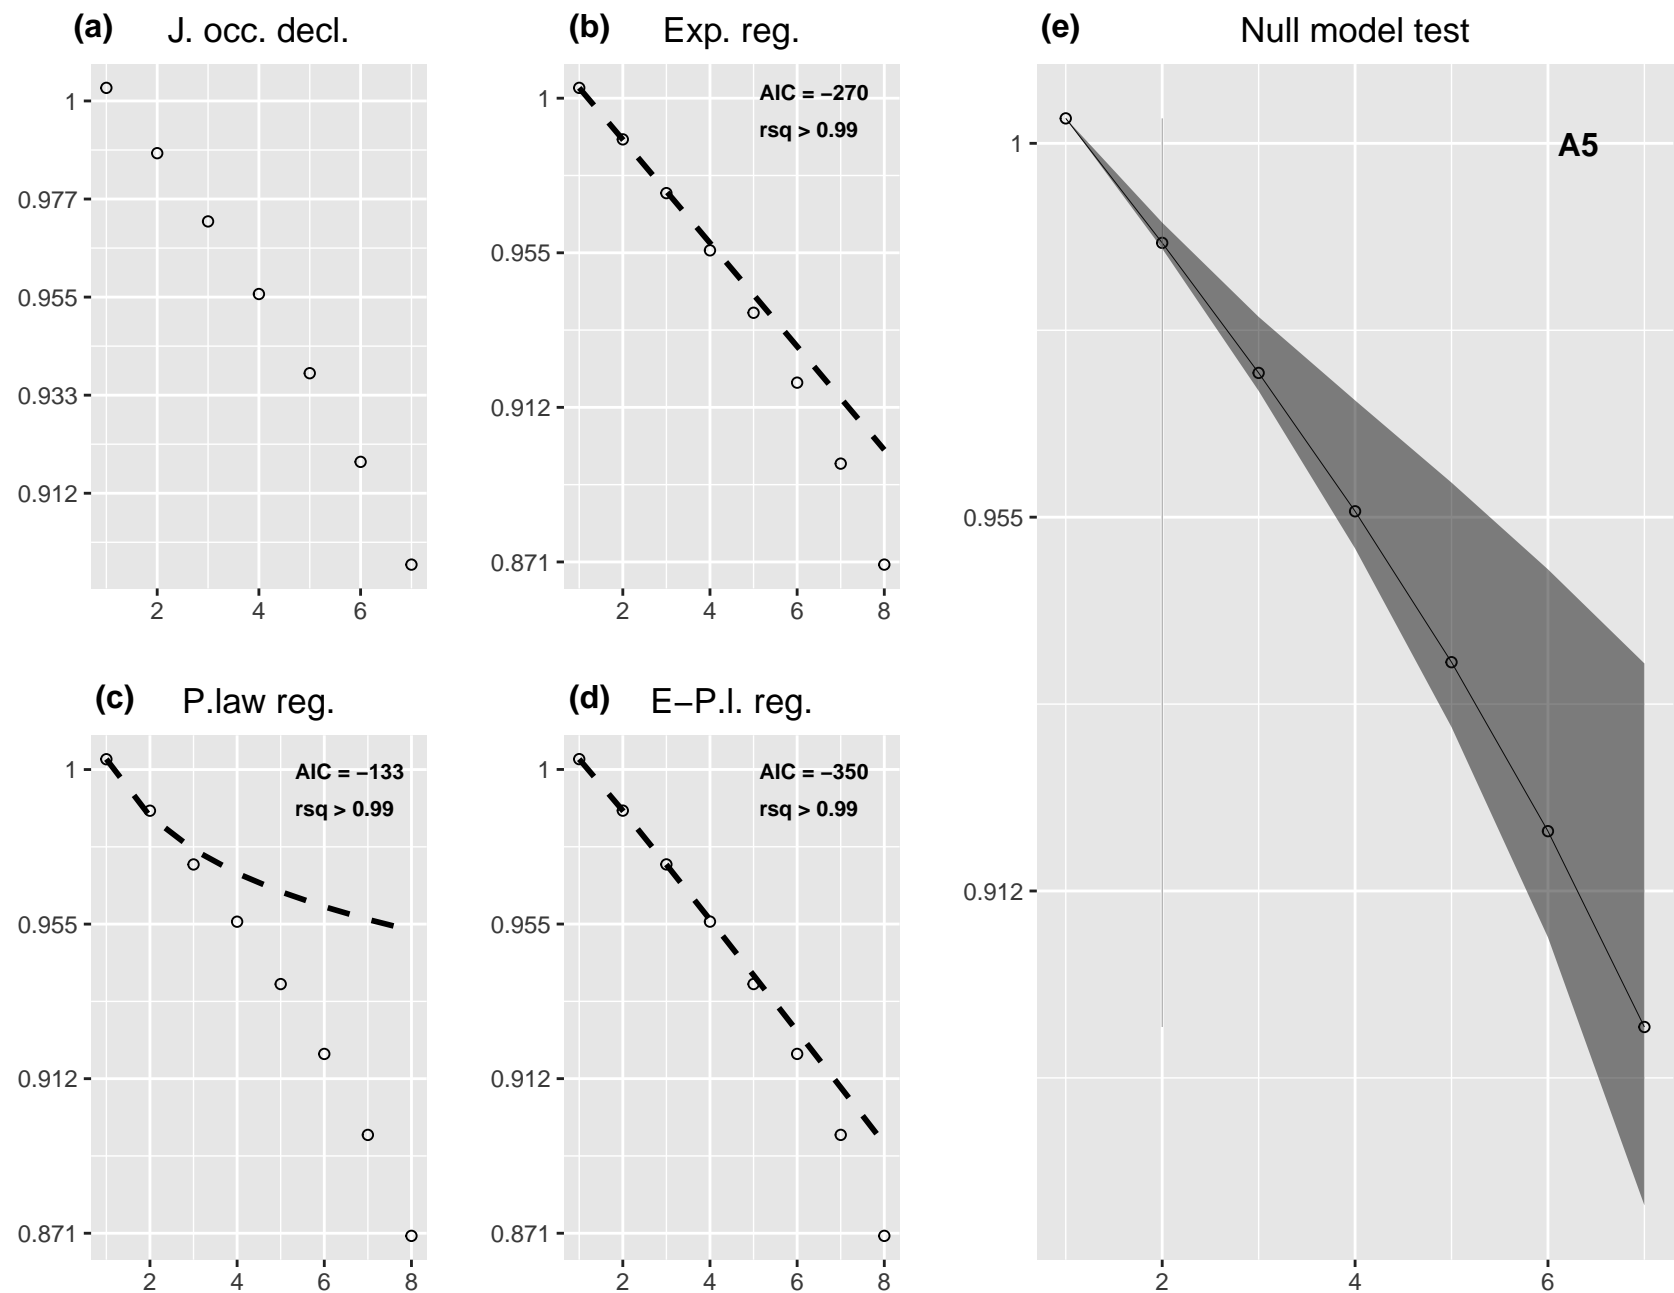 (a) J. occ. decl.
1
0.977
0.955
0.933
0.912
2 4 6
(b) Exp. reg.
AIC = −270
rsq > 0.99
1
0.955
0.912
0.871
2 4 6 8
(c) P.law reg.
AIC = −133
rsq > 0.99
1
0.955
0.912
0.871
2 4 6 8
(d) E−P.l. reg.
AIC = −350
rsq > 0.99
1
0.955
0.912
0.871
2 4 6 8
(e) Null model test
A5
1
0.955
0.912
2 4 6